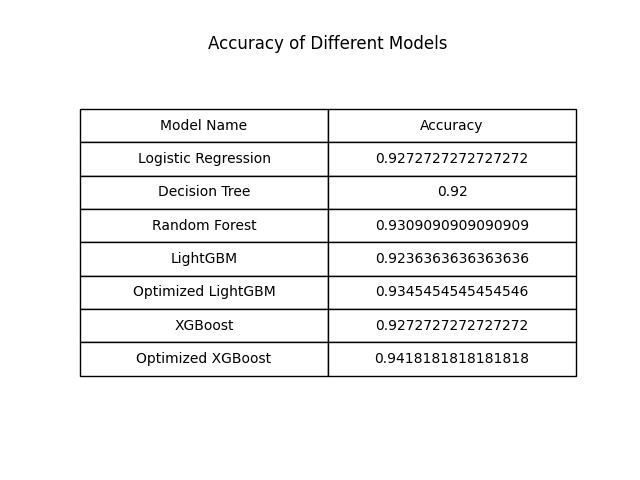 Accuracy of Different Models
Model Name Accuracy
Logistic Regression 0.9272727272727272
Decision Tree 0.92
Random Forest 0.9309090909090909
LightGBM 0.9236363636363636
Optimized LightGBM 0.9345454545454546
XGBoost 0.9272727272727272
Optimized XGBoost 0.9418181818181818